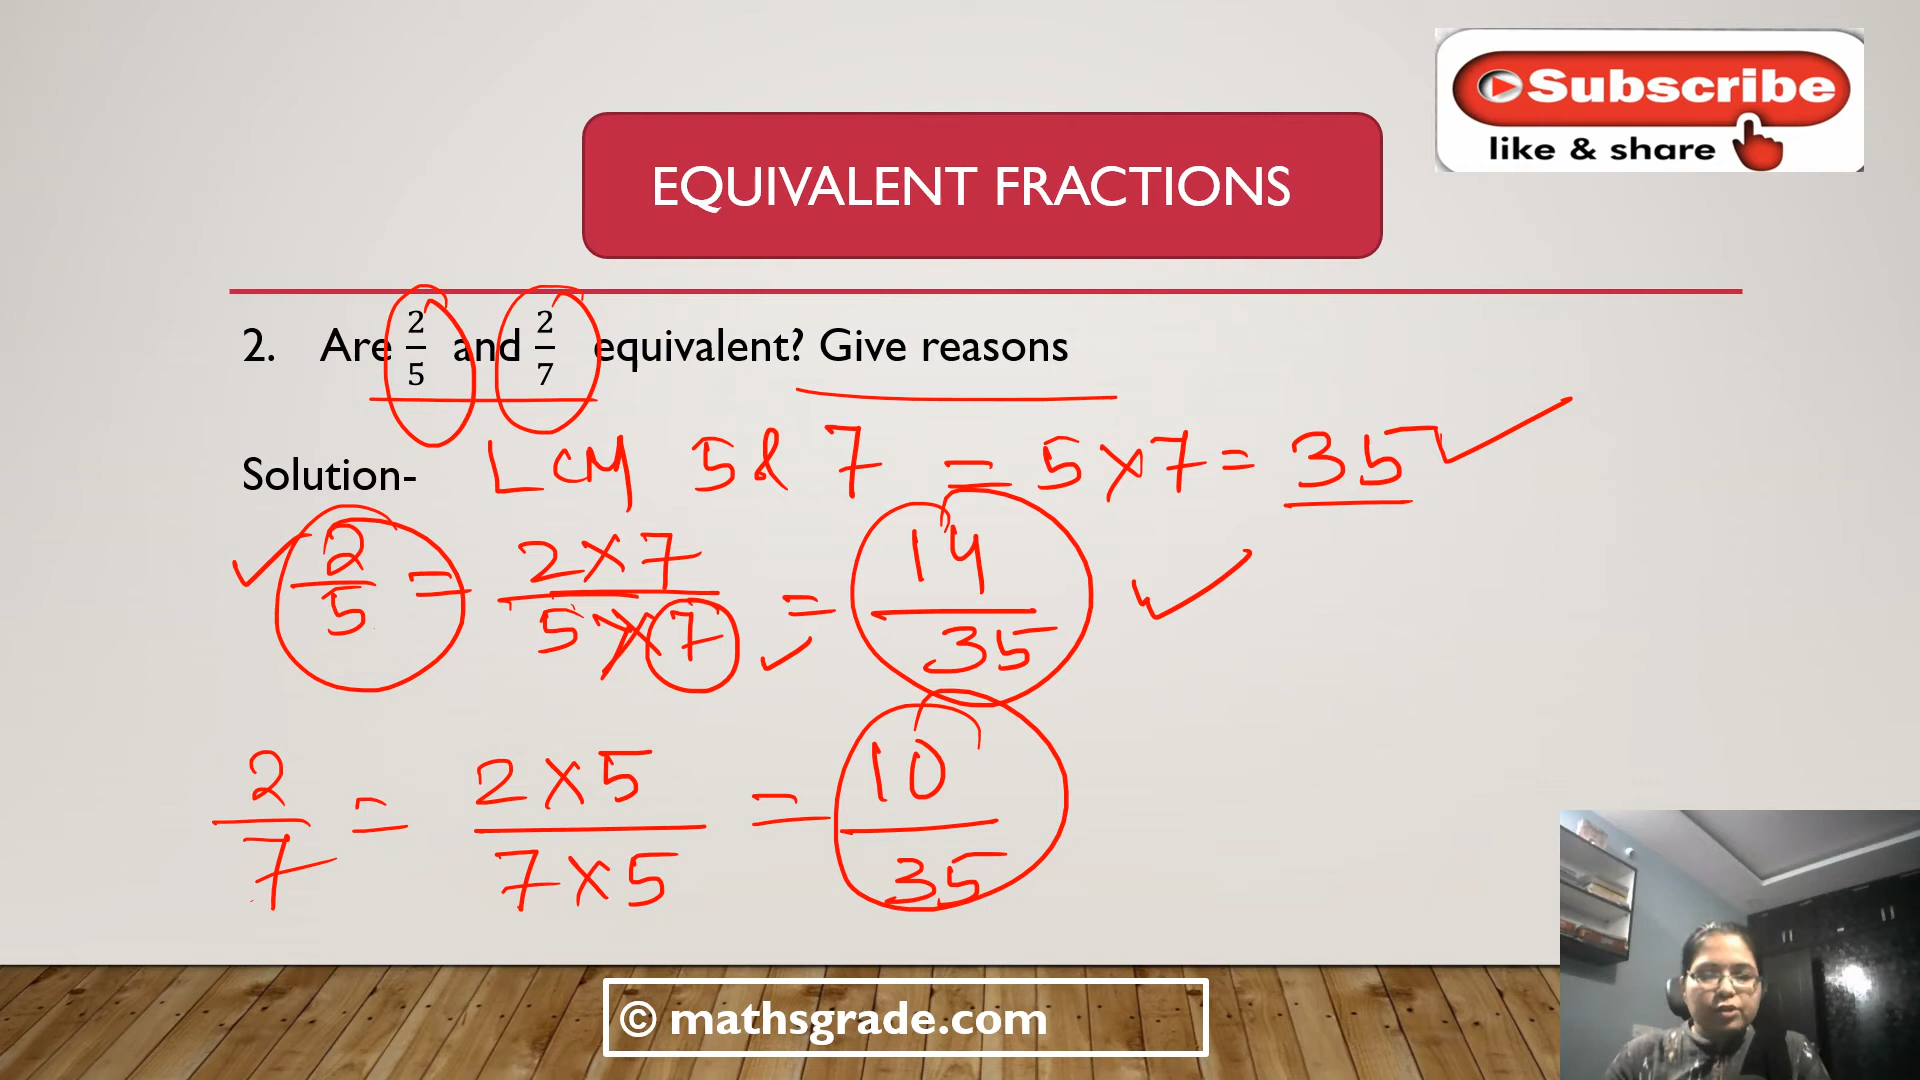 Subscribe
like & share
EQUIVALENT FRACTIONS
2. Are 2/5 and 2/7 equivalent? Give reasons
Solution- LCM 5 & 7 = 5 × 7 = 35
2/5 = 2×7/5×7 = 14/35
2/7 = 2×5/7×5 = 10/35
© mathsgrade.com